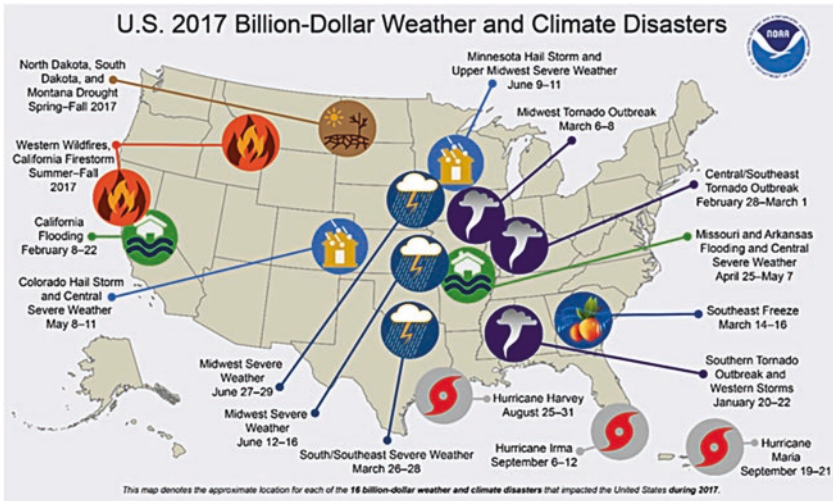 U.S. 2017 Billion-Dollar Weather and Climate Disasters
NOAA
North Dakota, South
Dakota, and
Montana Drought
Spring–Fall 2017
Minnesota Hail Storm and
Upper Midwest Severe Weather
June 9–11
Midwest Tornado Outbreak
March 6–8
Western Wildfires,
California Firestorm
Summer–Fall
2017
Central/Southeast
Tornado Outbreak
February 28–March 1
California
Flooding
February 8–22
Missouri and Arkansas
Flooding and Central
Severe Weather
April 25–May 7
Colorado Hail Storm
and Central
Severe Weather
May 8–11
Southeast Freeze
March 14–16
Midwest Severe
Weather
June 27–29
Southern Tornado
Outbreak and
Western Storms
January 20–22
Midwest Severe
Weather
June 12–16
Hurricane Harvey
August 25–31
South/Southeast Severe Weather
March 26–28
Hurricane Irma
September 6–12
Hurricane
Maria
September 19–21
This map denotes the approximate location for each of the 16 billion-dollar weather and climate disasters that impacted the United States during 2017.